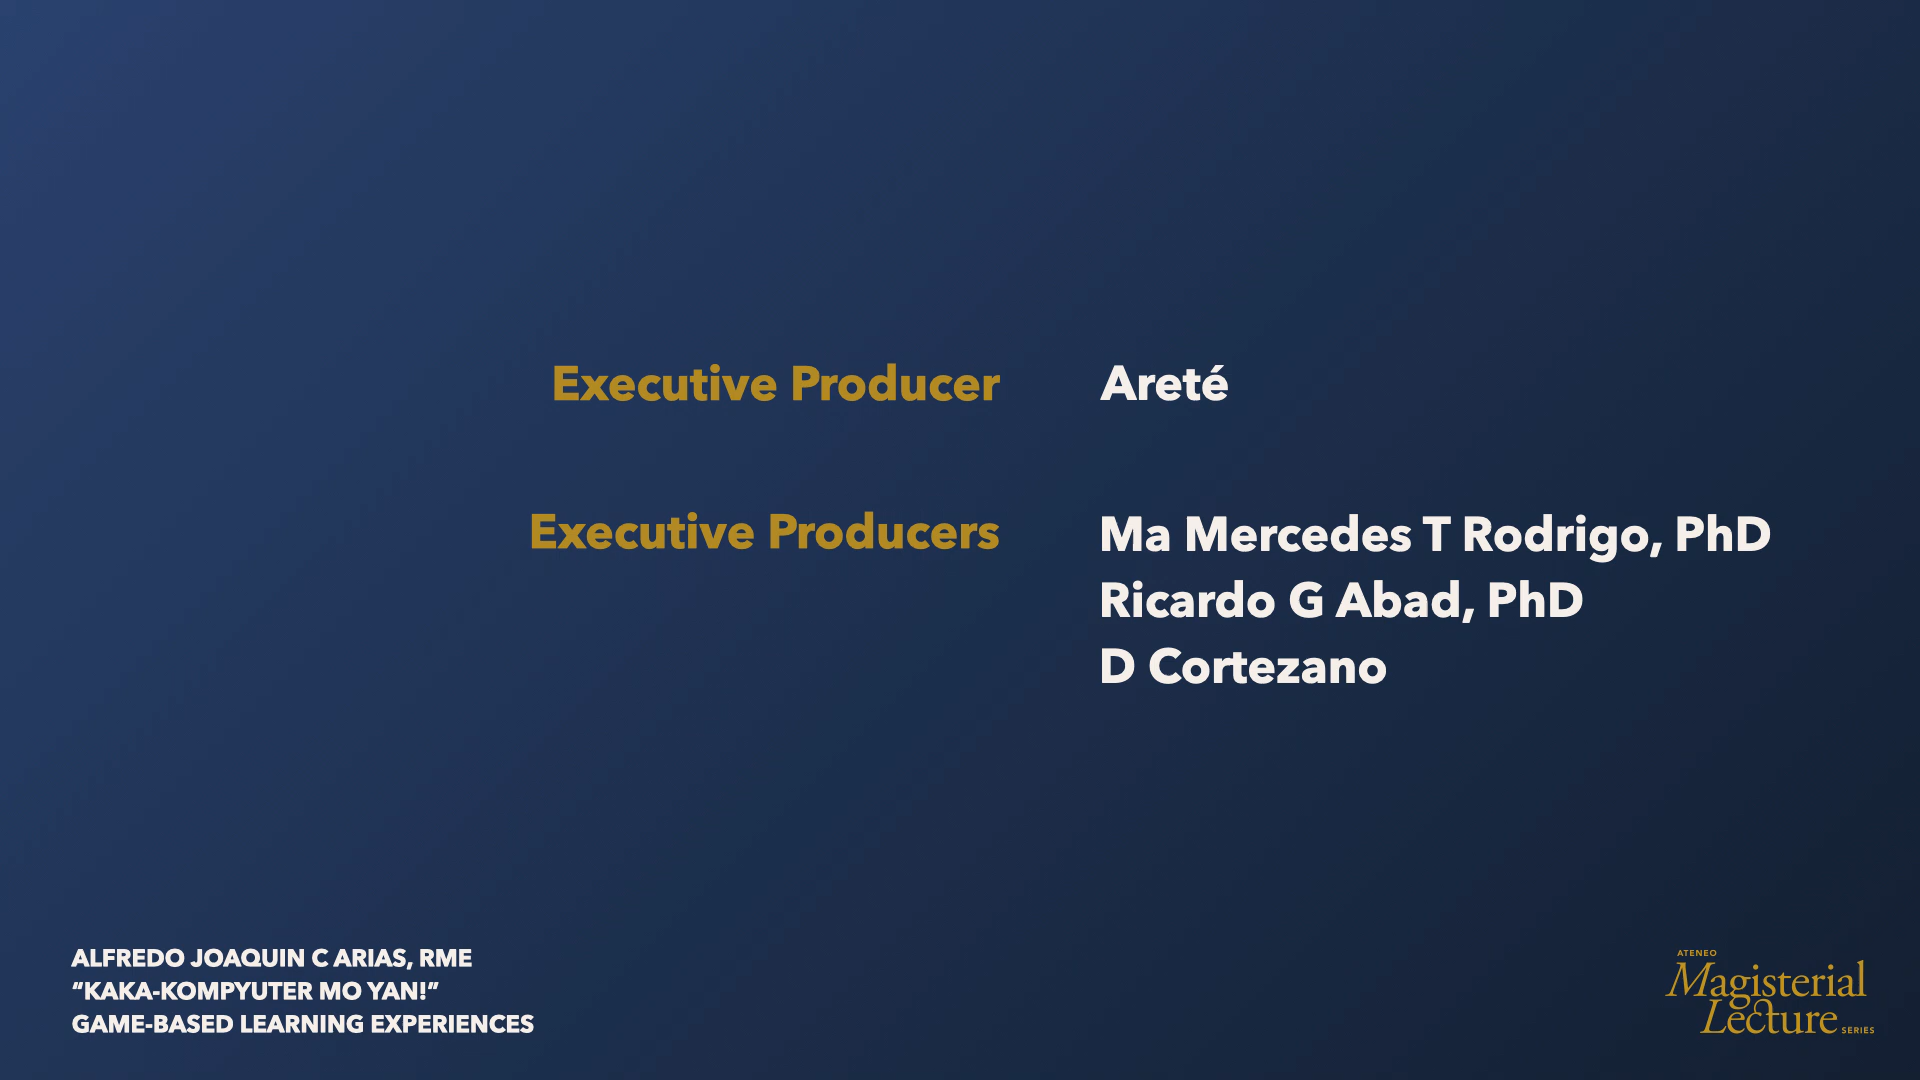 Executive Producer Areté
Executive Producers Ma Mercedes T Rodrigo, PhD
Ricardo G Abad, PhD
D Cortezano
ALFREDO JOAQUIN C ARIAS, RME
“KAKA-KOMPYUTER MO YAN!”
GAME-BASED LEARNING EXPERIENCES
ATENEO
Magisterial
Lecture SERIES